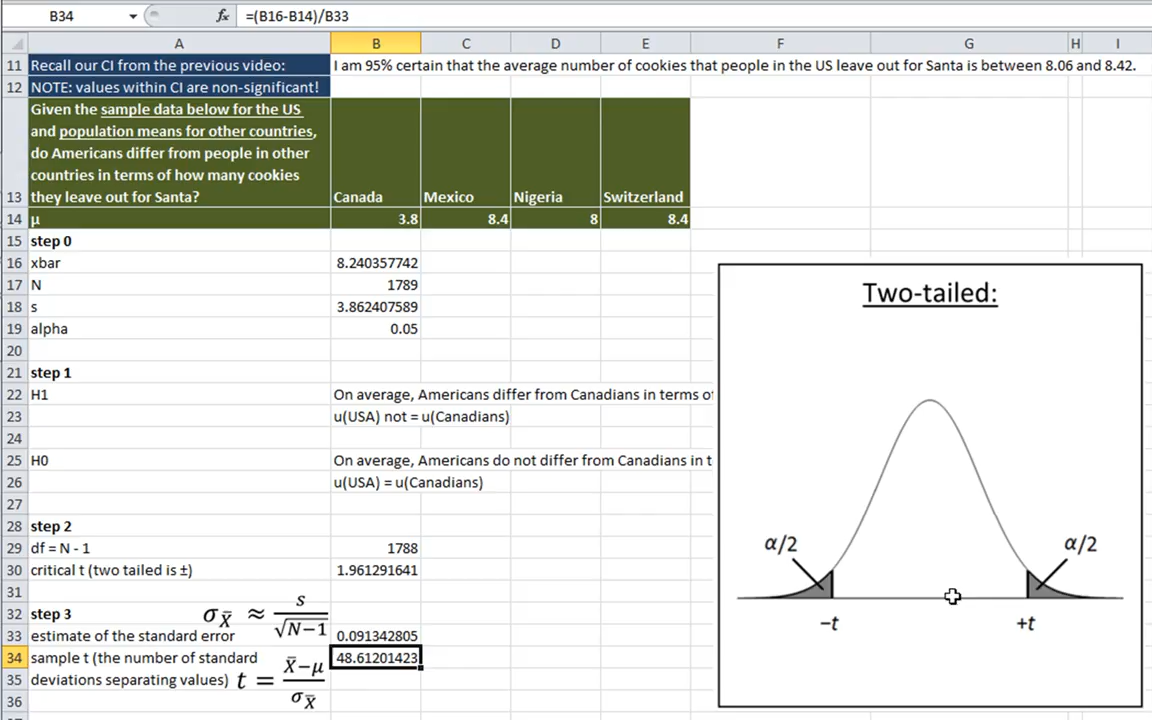 B34 fx =(B16-B14)/B33
A B C D E F G H I
11 Recall our CI from the previous video: I am 95% certain that the average number of cookies that people in the US leave out for Santa is between 8.06 and 8.42.
12 NOTE: values within CI are non-significant!
Given the sample data below for the US
and population means for other countries,
do Americans differ from people in other
countries in terms of how many cookies
13 they leave out for Santa? Canada Mexico Nigeria Switzerland
14 μ 3.8 8.4 8 8.4
15 step 0
16 xbar 8.240357742
17 N 1789
18 s 3.862407589
19 alpha 0.05
20
21 step 1
22 H1 On average, Americans differ from Canadians in terms of
23 u(USA) not = u(Canadians)
24
25 H0 On average, Americans do not differ from Canadians in t
26 u(USA) = u(Canadians)
27
28 step 2
29 df = N - 1 1788
30 critical t (two tailed is ±) 1.961291641
31
32 step 3 σX̄ ≈ s/√N−1
33 estimate of the standard error 0.091342805
34 sample t (the number of standard 48.61201423
35 deviations separating values) t = X̄−μ/σX̄
36
Two-tailed:
α/2 α/2
−t +t